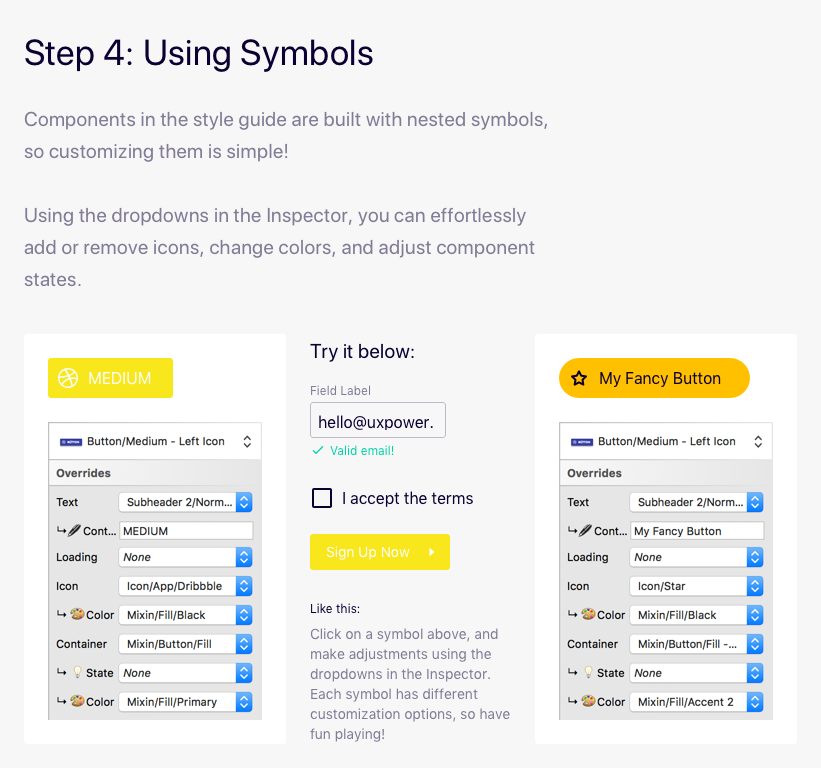 Step 4: Using Symbols
Components in the style guide are built with nested symbols,
so customizing them is simple!
Using the dropdowns in the Inspector, you can effortlessly
add or remove icons, change colors, and adjust component
states.
MEDIUM
Button/Medium - Left Icon
Overrides
Text Subheader 2/Norm...
Cont... MEDIUM
Loading None
Icon Icon/App/Dribbble
Color Mixin/Fill/Black
Container Mixin/Button/Fill
State None
Color Mixin/Fill/Primary
Try it below:
Field Label
hello@uxpower.
Valid email!
I accept the terms
Sign Up Now
Like this:
Click on a symbol above, and
make adjustments using the
dropdowns in the Inspector.
Each symbol has different
customization options, so have
fun playing!
My Fancy Button
Button/Medium - Left Icon
Overrides
Text Subheader 2/Norm...
Cont... My Fancy Button
Loading None
Icon Icon/Star
Color Mixin/Fill/Black
Container Mixin/Button/Fill -...
State None
Color Mixin/Fill/Accent 2